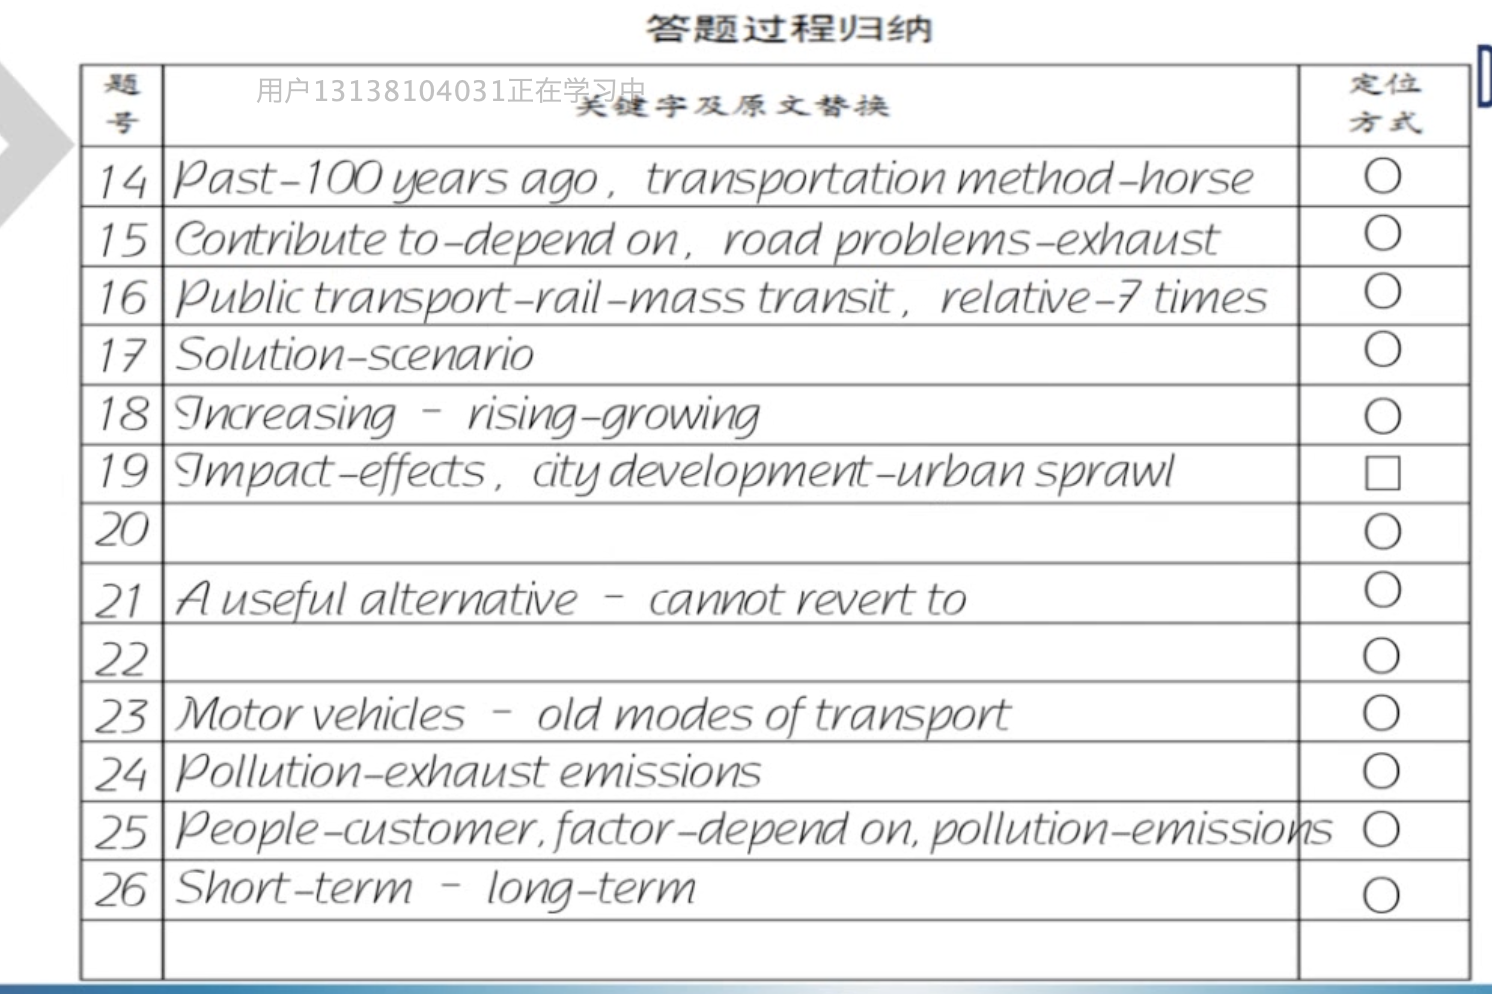 答题过程归纳
题号 关键字及原文替换 定位方式
用户13138104031正在学习中
14 Past-100 years ago, transportation method-horse ○
15 Contribute to-depend on, road problems-exhaust ○
16 Public transport-rail-mass transit, relative-7 times ○
17 Solution-scenario ○
18 Increasing - rising-growing ○
19 Impact-effects, city development-urban sprawl □
20 ○
21 A useful alternative - cannot revert to ○
22 ○
23 Motor vehicles - old modes of transport ○
24 Pollution-exhaust emissions ○
25 People-customer, factor-depend on, pollution-emissions ○
26 Short-term - long-term ○